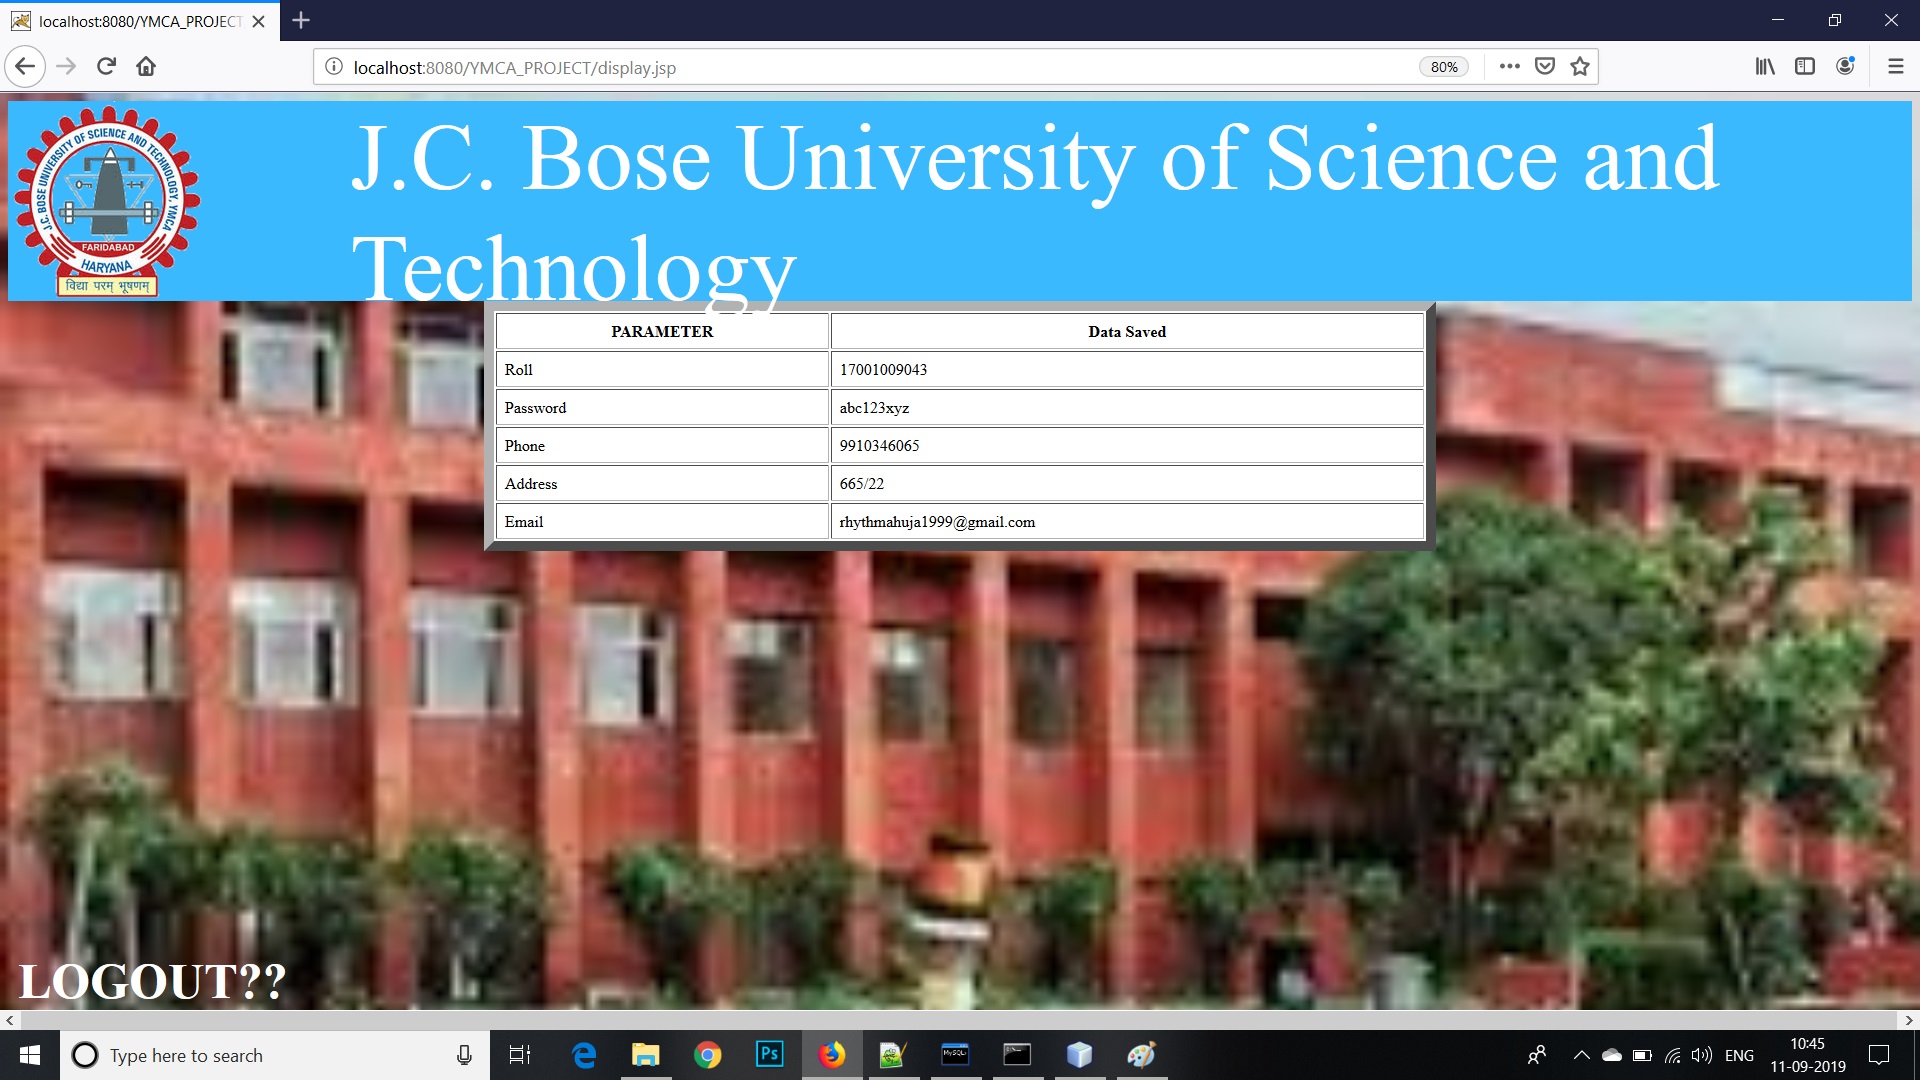 localhost:8080/YMCA_PROJECT
localhost:8080/YMCA_PROJECT/display.jsp
80%
J.C. BOSE UNIVERSITY OF SCIENCE AND TECHNOLOGY, YMCA
FARIDABAD
HARYANA
विद्या परम् भूषणम्
J.C. Bose University of Science and
Technology
PARAMETER Data Saved
Roll 17001009043
Password abc123xyz
Phone 9910346065
Address 665/22
Email rhythmahuja1999@gmail.com
LOGOUT??
Type here to search
Ps
MySQL
ENG
10:45
11-09-2019